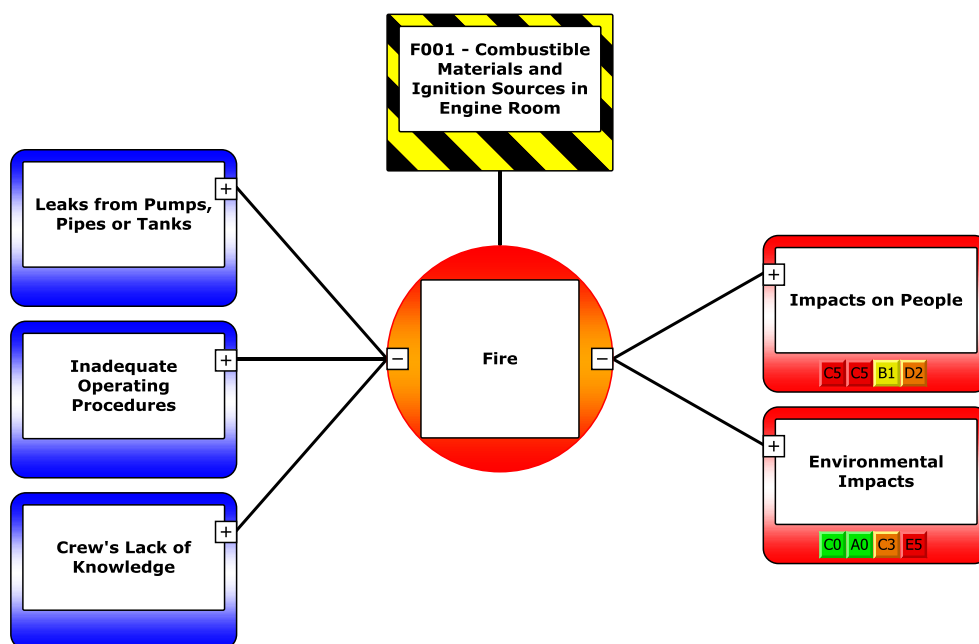 F001 - Combustible
Materials and
Ignition Sources in
Engine Room
Leaks from Pumps,
Pipes or Tanks
Inadequate
Operating
Procedures
Crew's Lack of
Knowledge
Fire
Impacts on People
C5 C5 B1 D2
Environmental
Impacts
C0 A0 C3 E5